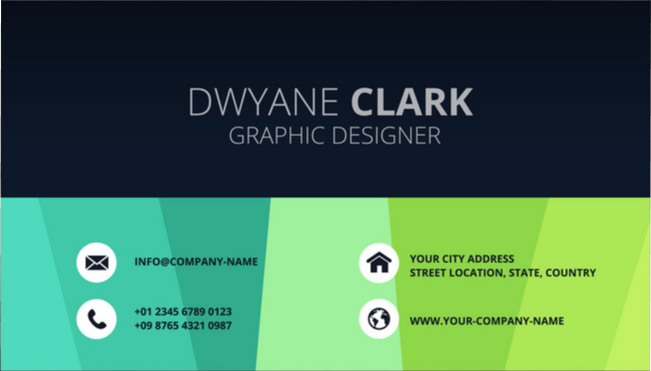 DWYANE CLARK
GRAPHIC DESIGNER
INFO@COMPANY-NAME
+01 2345 6789 0123
+09 8765 4321 0987
YOUR CITY ADDRESS
STREET LOCATION, STATE, COUNTRY
WWW.YOUR-COMPANY-NAME